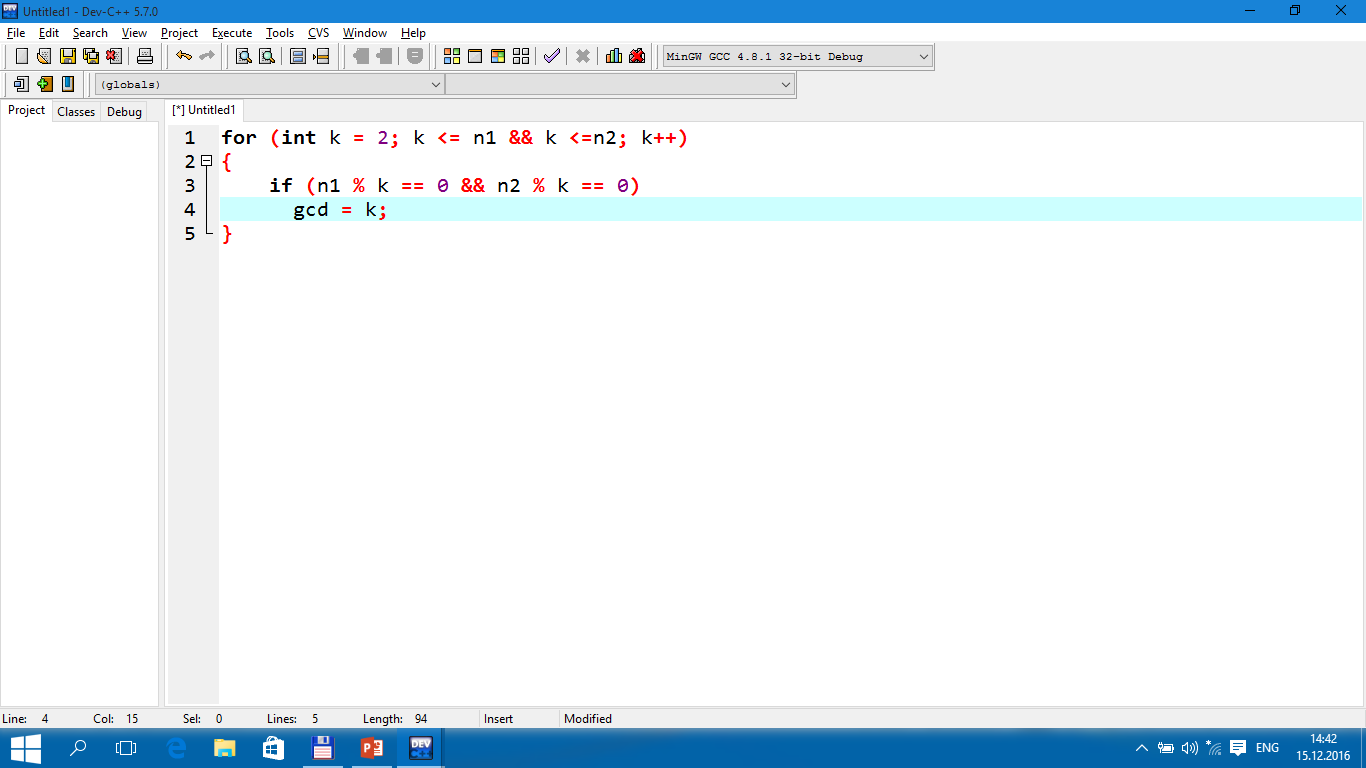 Untitled1 - Dev-C++ 5.7.0
File Edit Search View Project Execute Tools CVS Window Help
MinGW GCC 4.8.1 32-bit Debug
(globals)
Project Classes Debug
[*] Untitled1
1 for (int k = 2; k <= n1 && k <=n2; k++)
2 {
3     if (n1 % k == 0 && n2 % k == 0)
4       gcd = k;
5 }
Line: 4 Col: 15 Sel: 0 Lines: 5 Length: 94 Insert Modified
DEV C++
ENG
14:42
15.12.2016